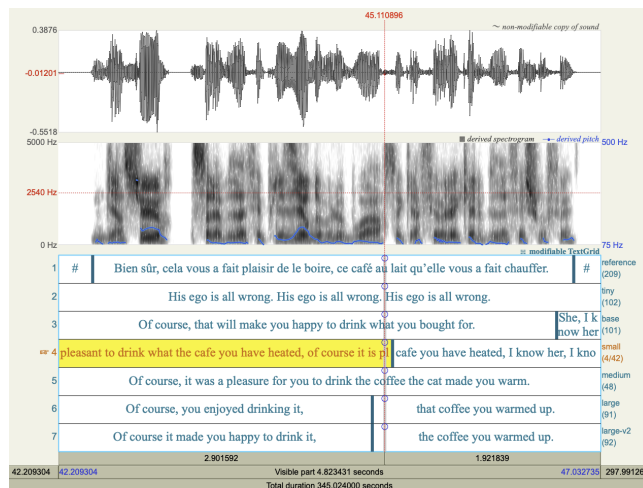 45.110896
0.3876
~ non-modifiable copy of sound
-0.01201
-0.5518
5000 Hz
derived spectrogram
derived pitch
500 Hz
2540 Hz
0 Hz
75 Hz
modifiable TextGrid
1 # Bien sûr, cela vous a fait plaisir de le boire, ce café au lait qu’elle vous a fait chauffer. # reference (209)
2 His ego is all wrong. His ego is all wrong. His ego is all wrong. tiny (102)
3 Of course, that will make you happy to drink what you bought for. She, I k now her base (101)
4 pleasant to drink what the cafe you have heated, of course it is pl cafe you have heated, I know her, I kno small (4/42)
5 Of course, it was a pleasure for you to drink the coffee the cat made you warm. medium (48)
6 Of course, you enjoyed drinking it, that coffee you warmed up. large (91)
7 Of course it made you happy to drink it, the coffee you warmed up. large-v2 (92)
2.901592 1.921839
42.209304 42.209304 Visible part 4.823431 seconds 47.032735 297.99126
Total duration 345.024000 seconds